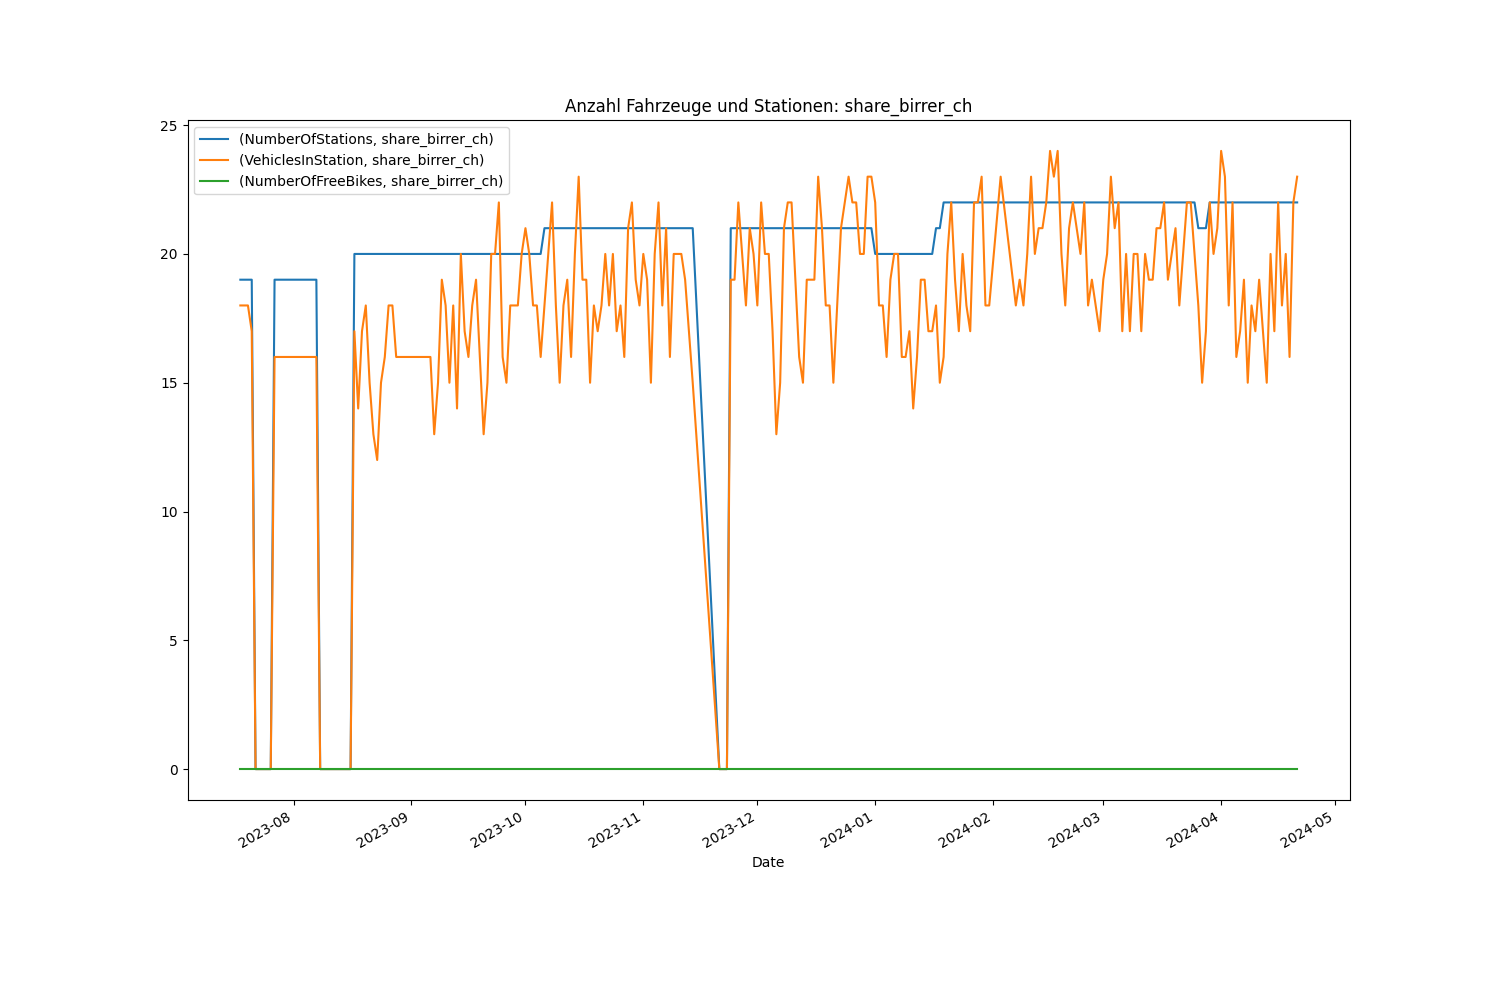 Anzahl Fahrzeuge und Stationen: share_birrer_ch
25
(NumberOfStations, share_birrer_ch)
(VehiclesInStation, share_birrer_ch)
(NumberOfFreeBikes, share_birrer_ch)
20
15
10
5
0
2023-08 2023-09 2023-10 2023-11 2023-12 2024-01 2024-02 2024-03 2024-04 2024-05
Date